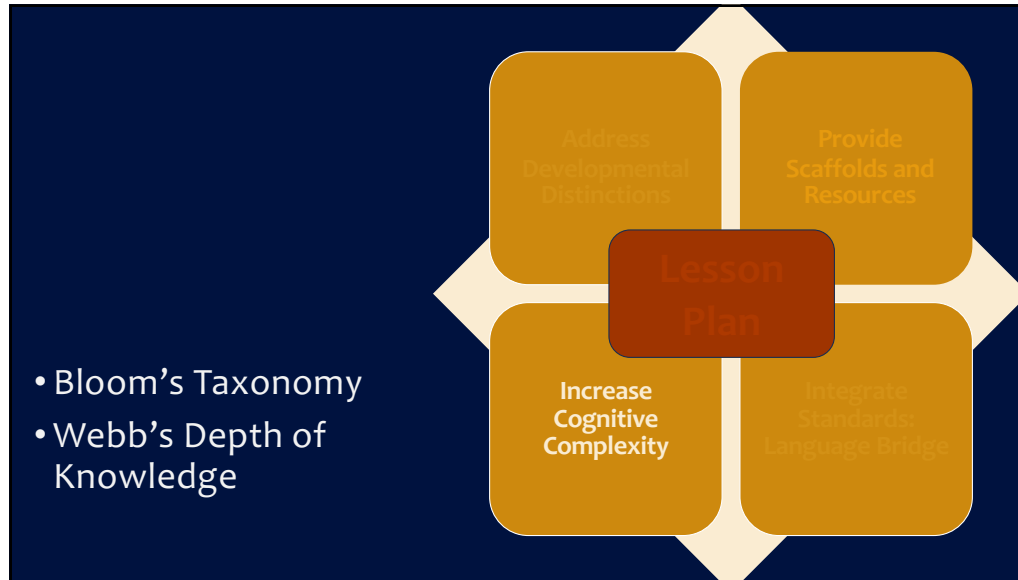 Address
Developmental
Distinctions
Provide
Scaffolds and
Resources
Lesson
Plan
• Bloom’s Taxonomy
• Webb’s Depth of
Knowledge
Increase
Cognitive
Complexity
Integrate
Standards:
Language Bridge